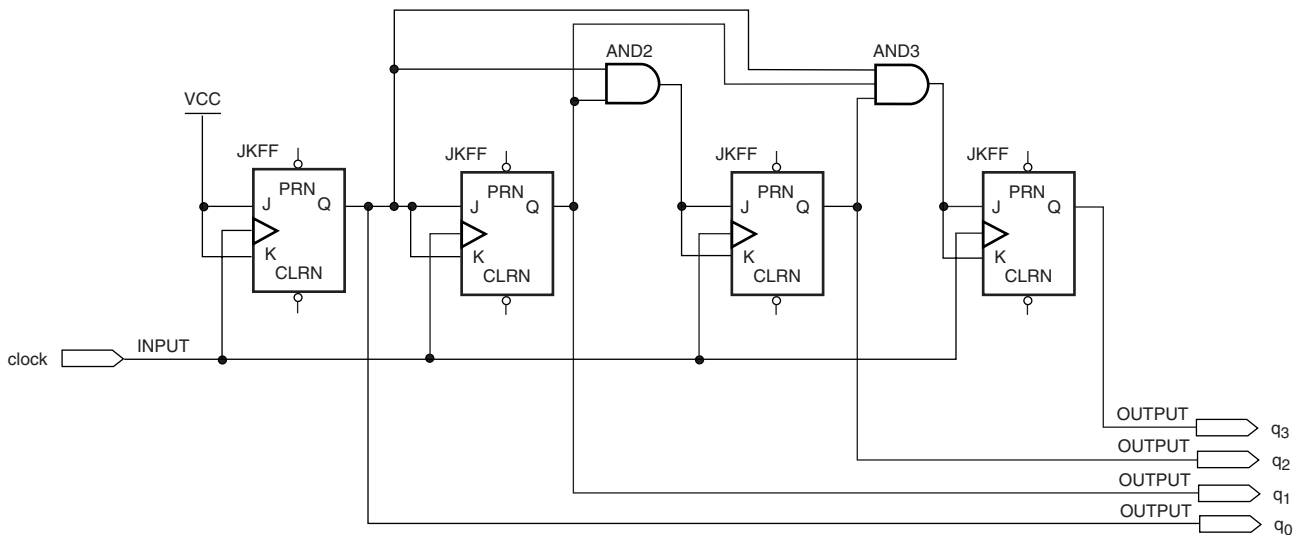 AND2
AND3
VCC
JKFF
JKFF
JKFF
JKFF
PRN
J
Q
K
CLRN
PRN
J
Q
K
CLRN
PRN
J
Q
K
CLRN
PRN
J
Q
K
CLRN
clock
INPUT
OUTPUT
q3
OUTPUT
q2
OUTPUT
q1
OUTPUT
q0